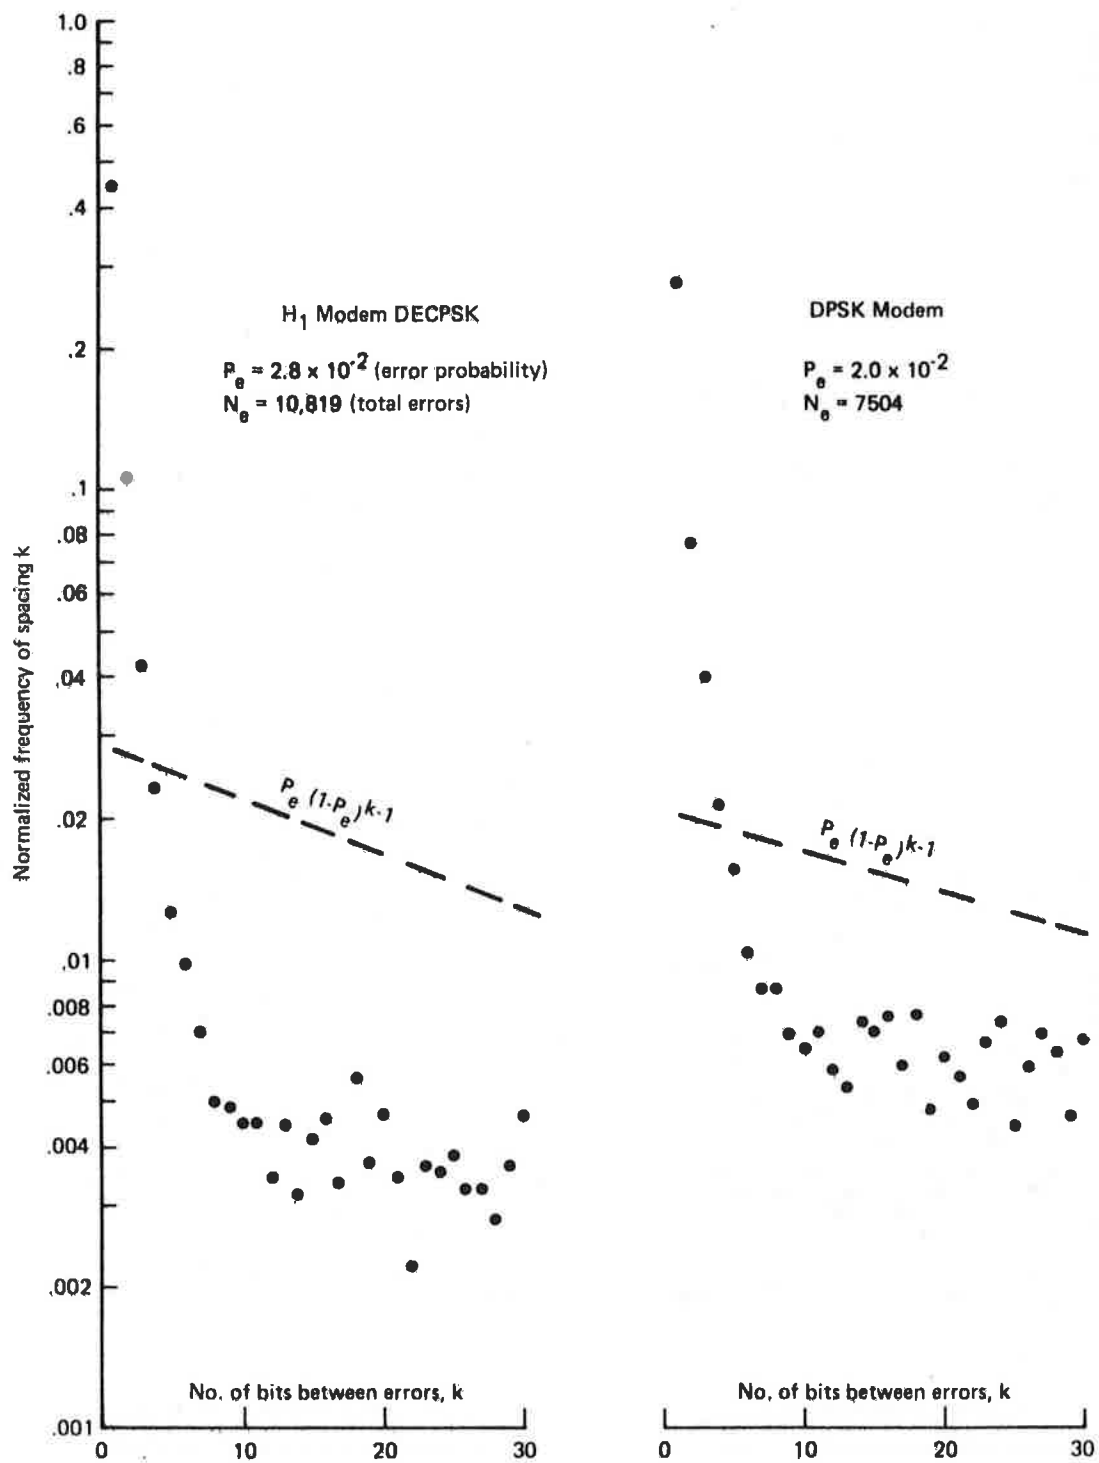 1.0
.8
.6
.4
.2
.1
.08
.06
.04
.02
.01
.008
.006
.004
.002
.001
Normalized frequency of spacing k
H1 Modem DECPSK
Pe = 2.8 x 10-2 (error probability)
Ne = 10,819 (total errors)
Pe (1-Pe)k-1
No. of bits between errors, k
0 10 20 30
DPSK Modem
Pe = 2.0 x 10-2
Ne = 7504
Pe (1-Pe)k-1
No. of bits between errors, k
0 10 20 30